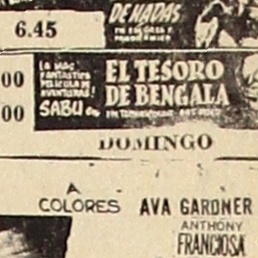 DE HADAS
6.45
00
00
LA MAS
FANTASTICA
PELICULA DE
AVENTURAS!
SABU en
EL TESORO
DE BENGALA
DOMINGO
A
COLORES
AVA GARDNER
ANTHONY
FRANCIOSA